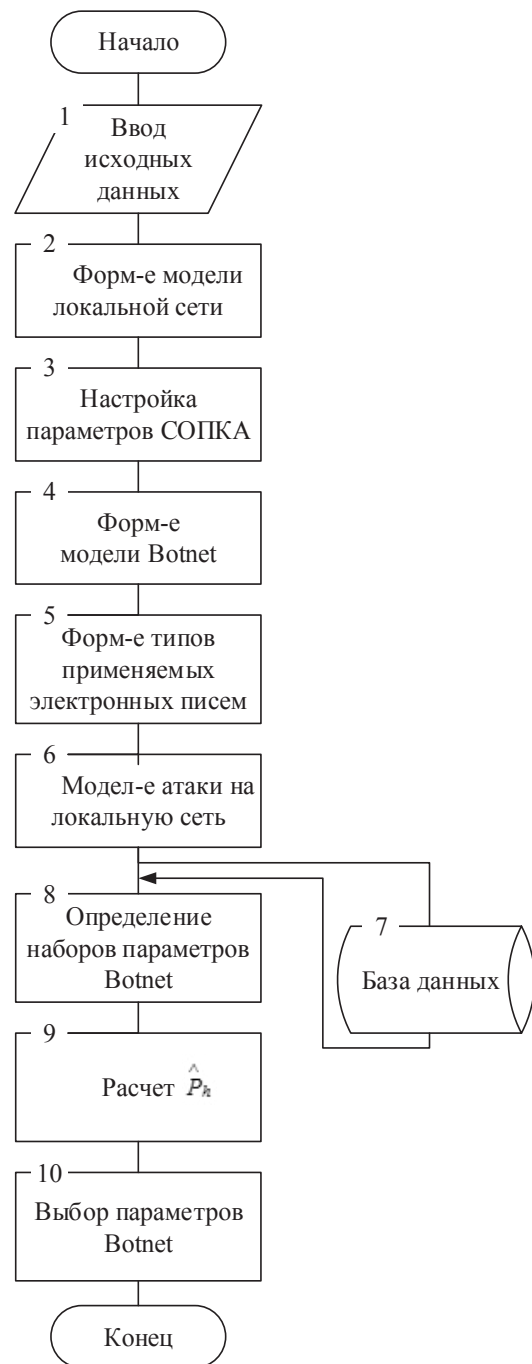 Начало
1
Ввод
исходных
данных
2
Форм-е модели
локальной сети
3
Настройка
параметров СОПКА
4
Форм-е
модели Botnet
5
Форм-е типов
применяемых
электронных писем
6
Модел-е атаки на
локальную сеть
7
База данных
8
Определение
наборов параметров
Botnet
9
Расчет P̂ₕ
10
Выбор параметров
Botnet
Конец